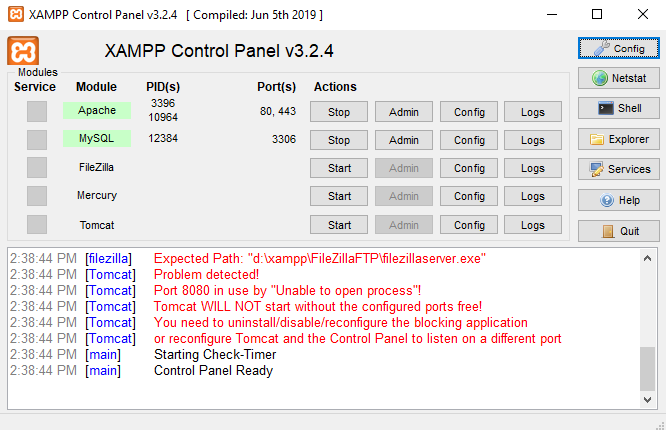 XAMPP Control Panel v3.2.4 [ Compiled: Jun 5th 2019 ]
XAMPP Control Panel v3.2.4
Config
Modules
Service Module PID(s) Port(s) Actions
Netstat
Apache 3396 10964 80, 443 Stop Admin Config Logs
Shell
MySQL 12384 3306 Stop Admin Config Logs
Explorer
FileZilla Start Admin Config Logs
Services
Mercury Start Admin Config Logs
Help
Tomcat Start Admin Config Logs
Quit
2:38:44 PM [filezilla] Expected Path: "d:\xampp\FileZillaFTP\filezillaserver.exe"
2:38:44 PM [Tomcat] Problem detected!
2:38:44 PM [Tomcat] Port 8080 in use by "Unable to open process"!
2:38:44 PM [Tomcat] Tomcat WILL NOT start without the configured ports free!
2:38:44 PM [Tomcat] You need to uninstall/disable/reconfigure the blocking application
2:38:44 PM [Tomcat] or reconfigure Tomcat and the Control Panel to listen on a different port
2:38:44 PM [main] Starting Check-Timer
2:38:44 PM [main] Control Panel Ready